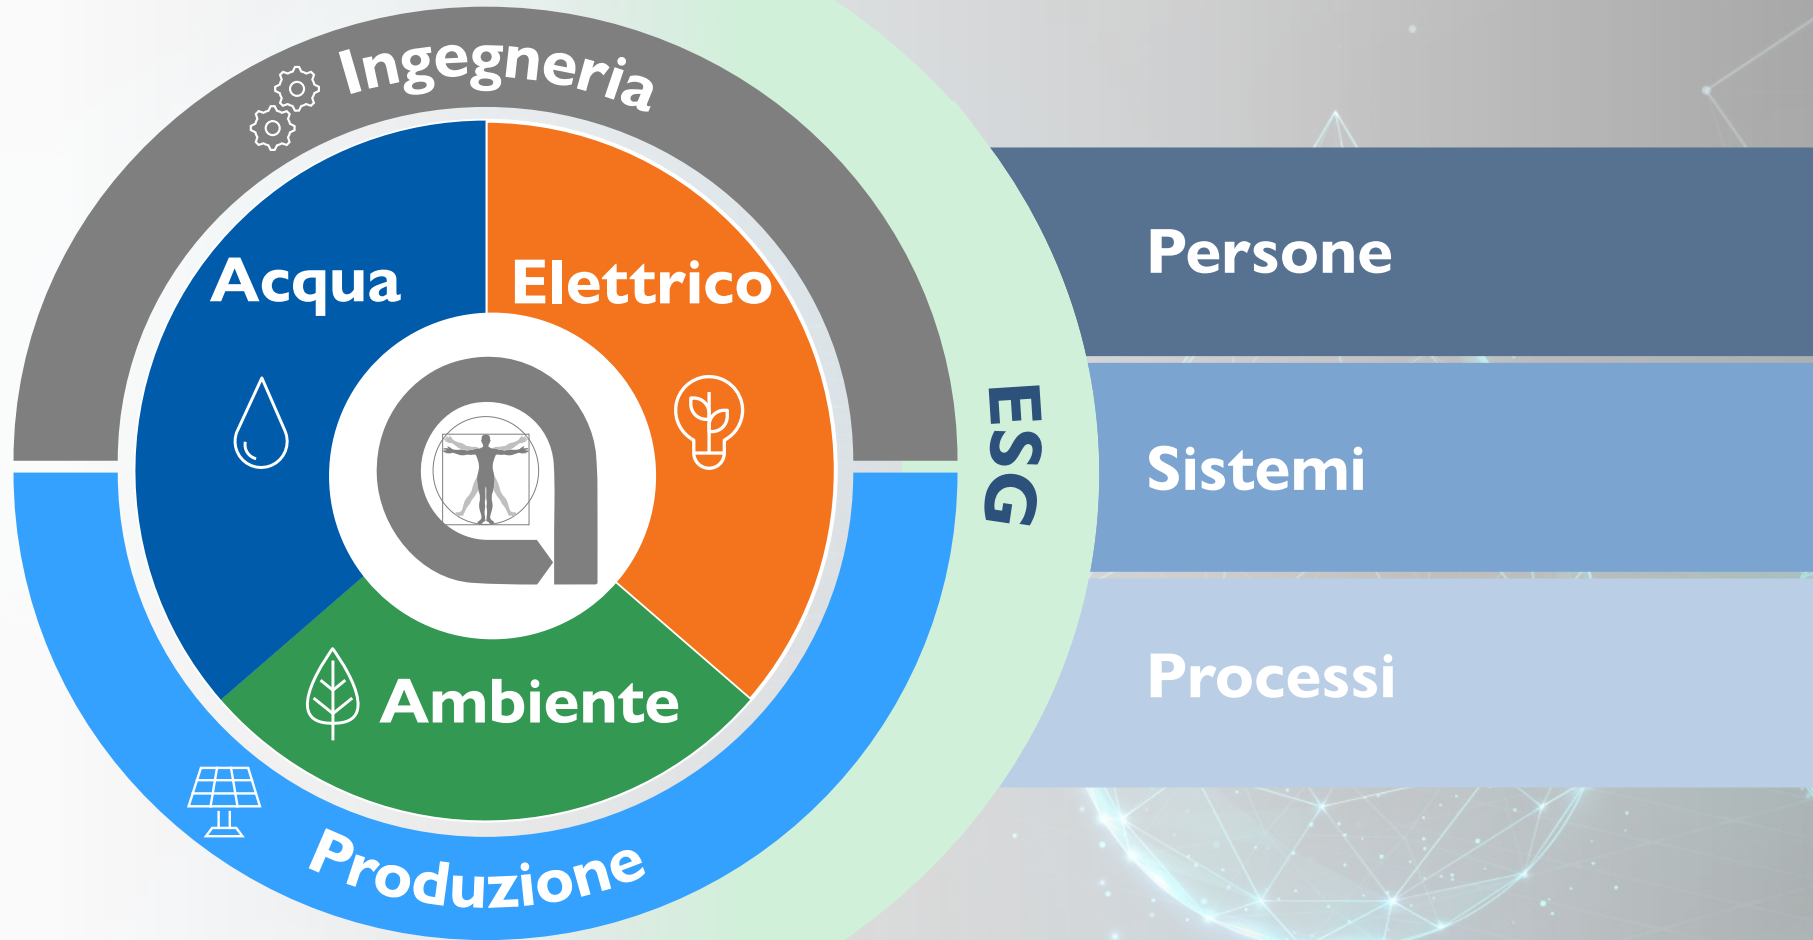 Ingegneria
Acqua
Elettrico
Ambiente
Produzione
ESG
Persone
Sistemi
Processi